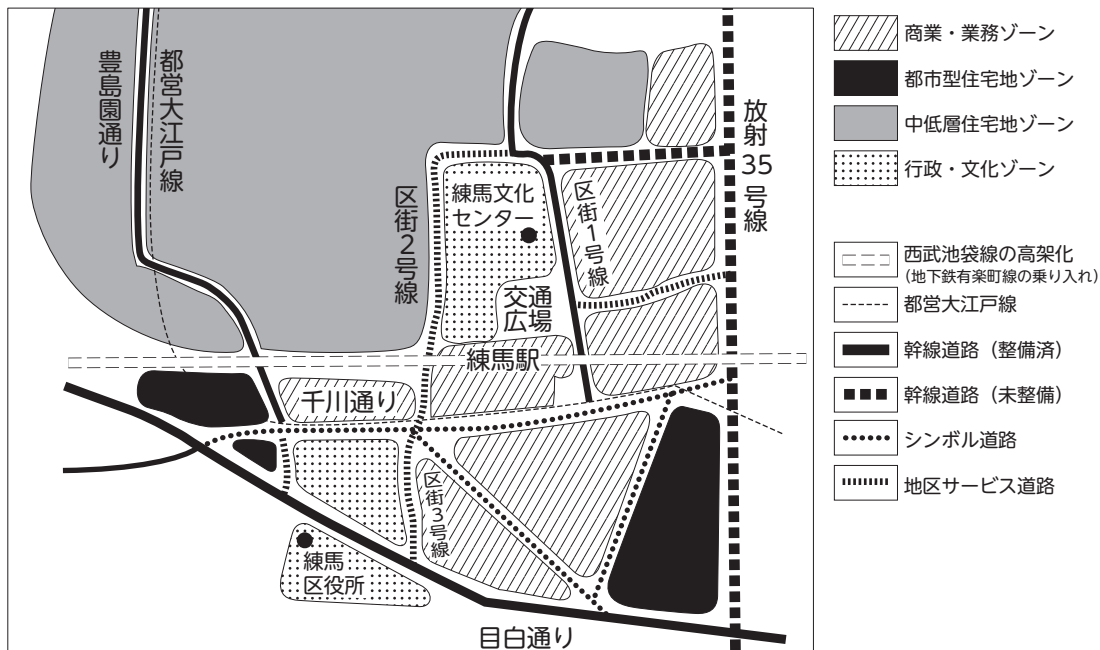 豊島園通り
都営大江戸線
放射35号線
区街2号線
練馬文化
センター
区街1号線
交通
広場
練馬駅
千川通り
区街3号線
練馬
区役所
目白通り
商業・業務ゾーン
都市型住宅地ゾーン
中低層住宅地ゾーン
行政・文化ゾーン
西武池袋線の高架化
(地下鉄有楽町線の乗り入れ)
都営大江戸線
幹線道路（整備済）
幹線道路（未整備）
シンボル道路
地区サービス道路